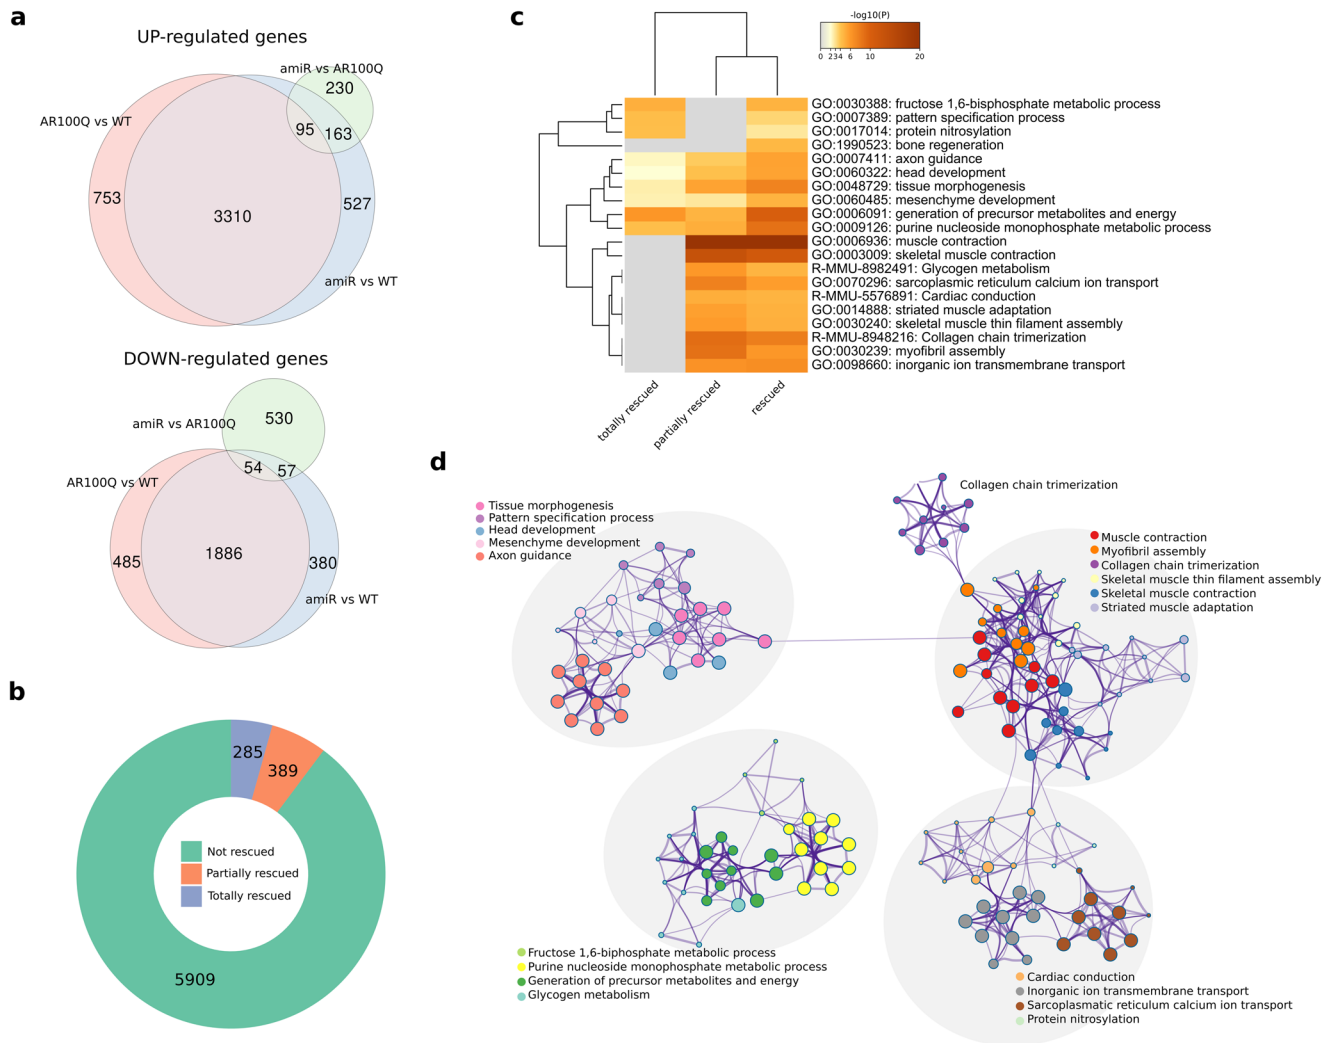 a
UP-regulated genes
amiR vs AR100Q
230
AR100Q vs WT
95
163
753
3310
527
amiR vs WT
DOWN-regulated genes
530
amiR vs AR100Q
54
57
AR100Q vs WT
485
1886
380
amiR vs WT
b
285
389
Not rescued
Partially rescued
Totally rescued
5909
c
-log10(P)
0 2 3 4 6 10 20
GO:0030388: fructose 1,6-bisphosphate metabolic process
GO:0007389: pattern specification process
GO:0017014: protein nitrosylation
GO:1990523: bone regeneration
GO:0007411: axon guidance
GO:0060322: head development
GO:0048729: tissue morphogenesis
GO:0060485: mesenchyme development
GO:0006091: generation of precursor metabolites and energy
GO:0009126: purine nucleoside monophosphate metabolic process
GO:0006936: muscle contraction
GO:0003009: skeletal muscle contraction
R-MMU-8982491: Glycogen metabolism
GO:0070296: sarcoplasmic reticulum calcium ion transport
R-MMU-5576891: Cardiac conduction
GO:0014888: striated muscle adaptation
GO:0030240: skeletal muscle thin filament assembly
R-MMU-8948216: Collagen chain trimerization
GO:0030239: myofibril assembly
GO:0098660: inorganic ion transmembrane transport
totally rescued
partially rescued
rescued
d
Tissue morphogenesis
Pattern specification process
Head development
Mesenchyme development
Axon guidance
Collagen chain trimerization
Muscle contraction
Myofibril assembly
Collagen chain trimerization
Skeletal muscle thin filament assembly
Skeletal muscle contraction
Striated muscle adaptation
Fructose 1,6-biphosphate metabolic process
Purine nucleoside monophosphate metabolic process
Generation of precursor metabolites and energy
Glycogen metabolism
Cardiac conduction
Inorganic ion transmembrane transport
Sarcoplasmatic reticulum calcium ion transport
Protein nitrosylation